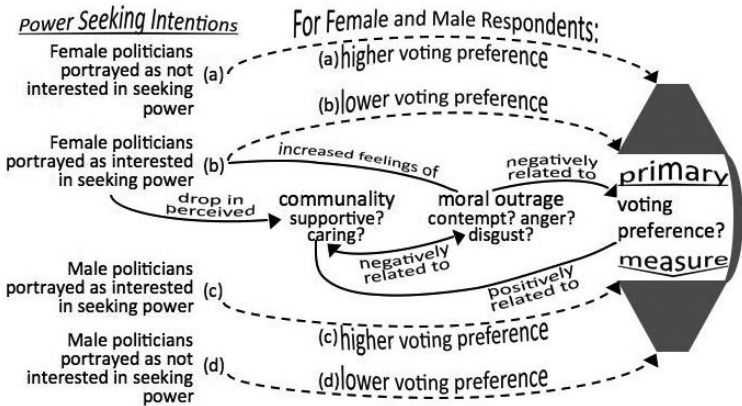 Power Seeking Intentions
For Female and Male Respondents:
Female politicians
portrayed as not
interested in seeking
power
(a)
(a) higher voting preference
Female politicians
portrayed as interested
in seeking power
(b)
(b) lower voting preference
increased feelings of
negatively
related to
drop in
perceived
communality
supportive?
caring?
moral outrage
contempt? anger?
disgust?
primary
voting
preference?
measure
negatively
related to
positively
related to
Male politicians
portrayed as interested
in seeking power
(c)
(c) higher voting preference
Male politicians
portrayed as not
interested in seeking
power
(d)
(d) lower voting preference